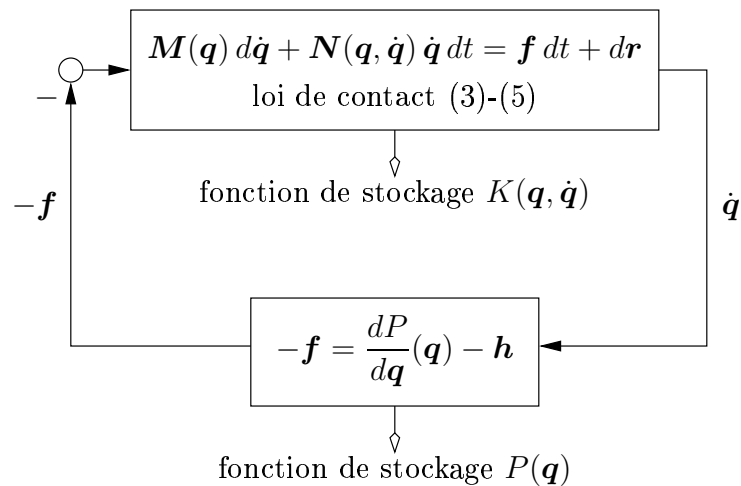 M(q) dq̇ + N(q, q̇) q̇ dt = f dt + dr
loi de contact (3)-(5)
−
fonction de stockage K(q, q̇)
−f
q̇
−f = dP/dq (q) − h
fonction de stockage P(q)